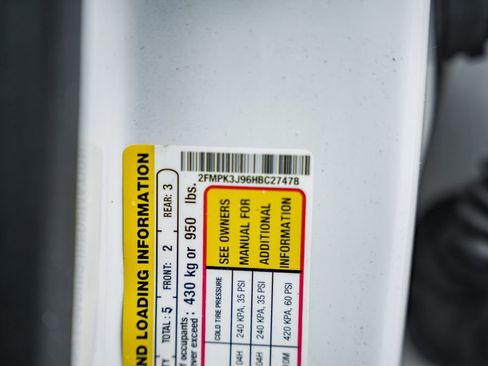 2FMPK3J96HBC27478
ND LOADING INFORMATION
TOTAL: 5 FRONT: 2 REAR: 3
f occupants
ver exceed : 430 kg or 950 lbs.
COLD TIRE PRESSURE
240 KPA, 35 PSI
240 KPA, 35 PSI
420 KPA, 60 PSI
SEE OWNERS
MANUAL FOR
ADDITIONAL
INFORMATION